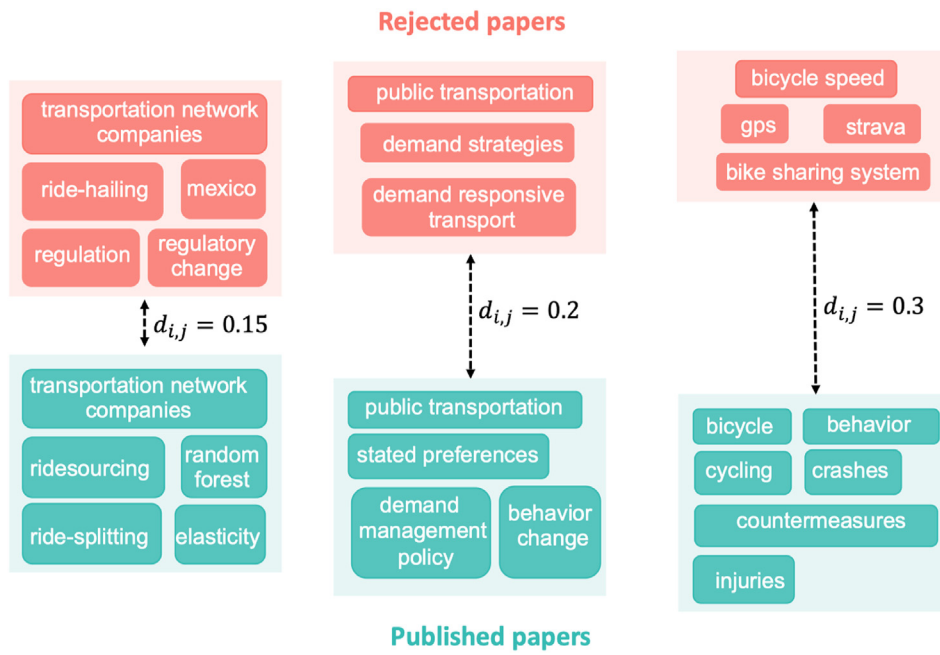 Rejected papers
transportation network
companies
ride-hailing
mexico
regulation
regulatory
change
public transportation
demand strategies
demand responsive
transport
bicycle speed
gps
strava
bike sharing system
d_{i,j} = 0.15
d_{i,j} = 0.2
d_{i,j} = 0.3
transportation network
companies
ridesourcing
random
forest
ride-splitting
elasticity
public transportation
stated preferences
demand
management
policy
behavior
change
bicycle
behavior
cycling
crashes
countermeasures
injuries
Published papers